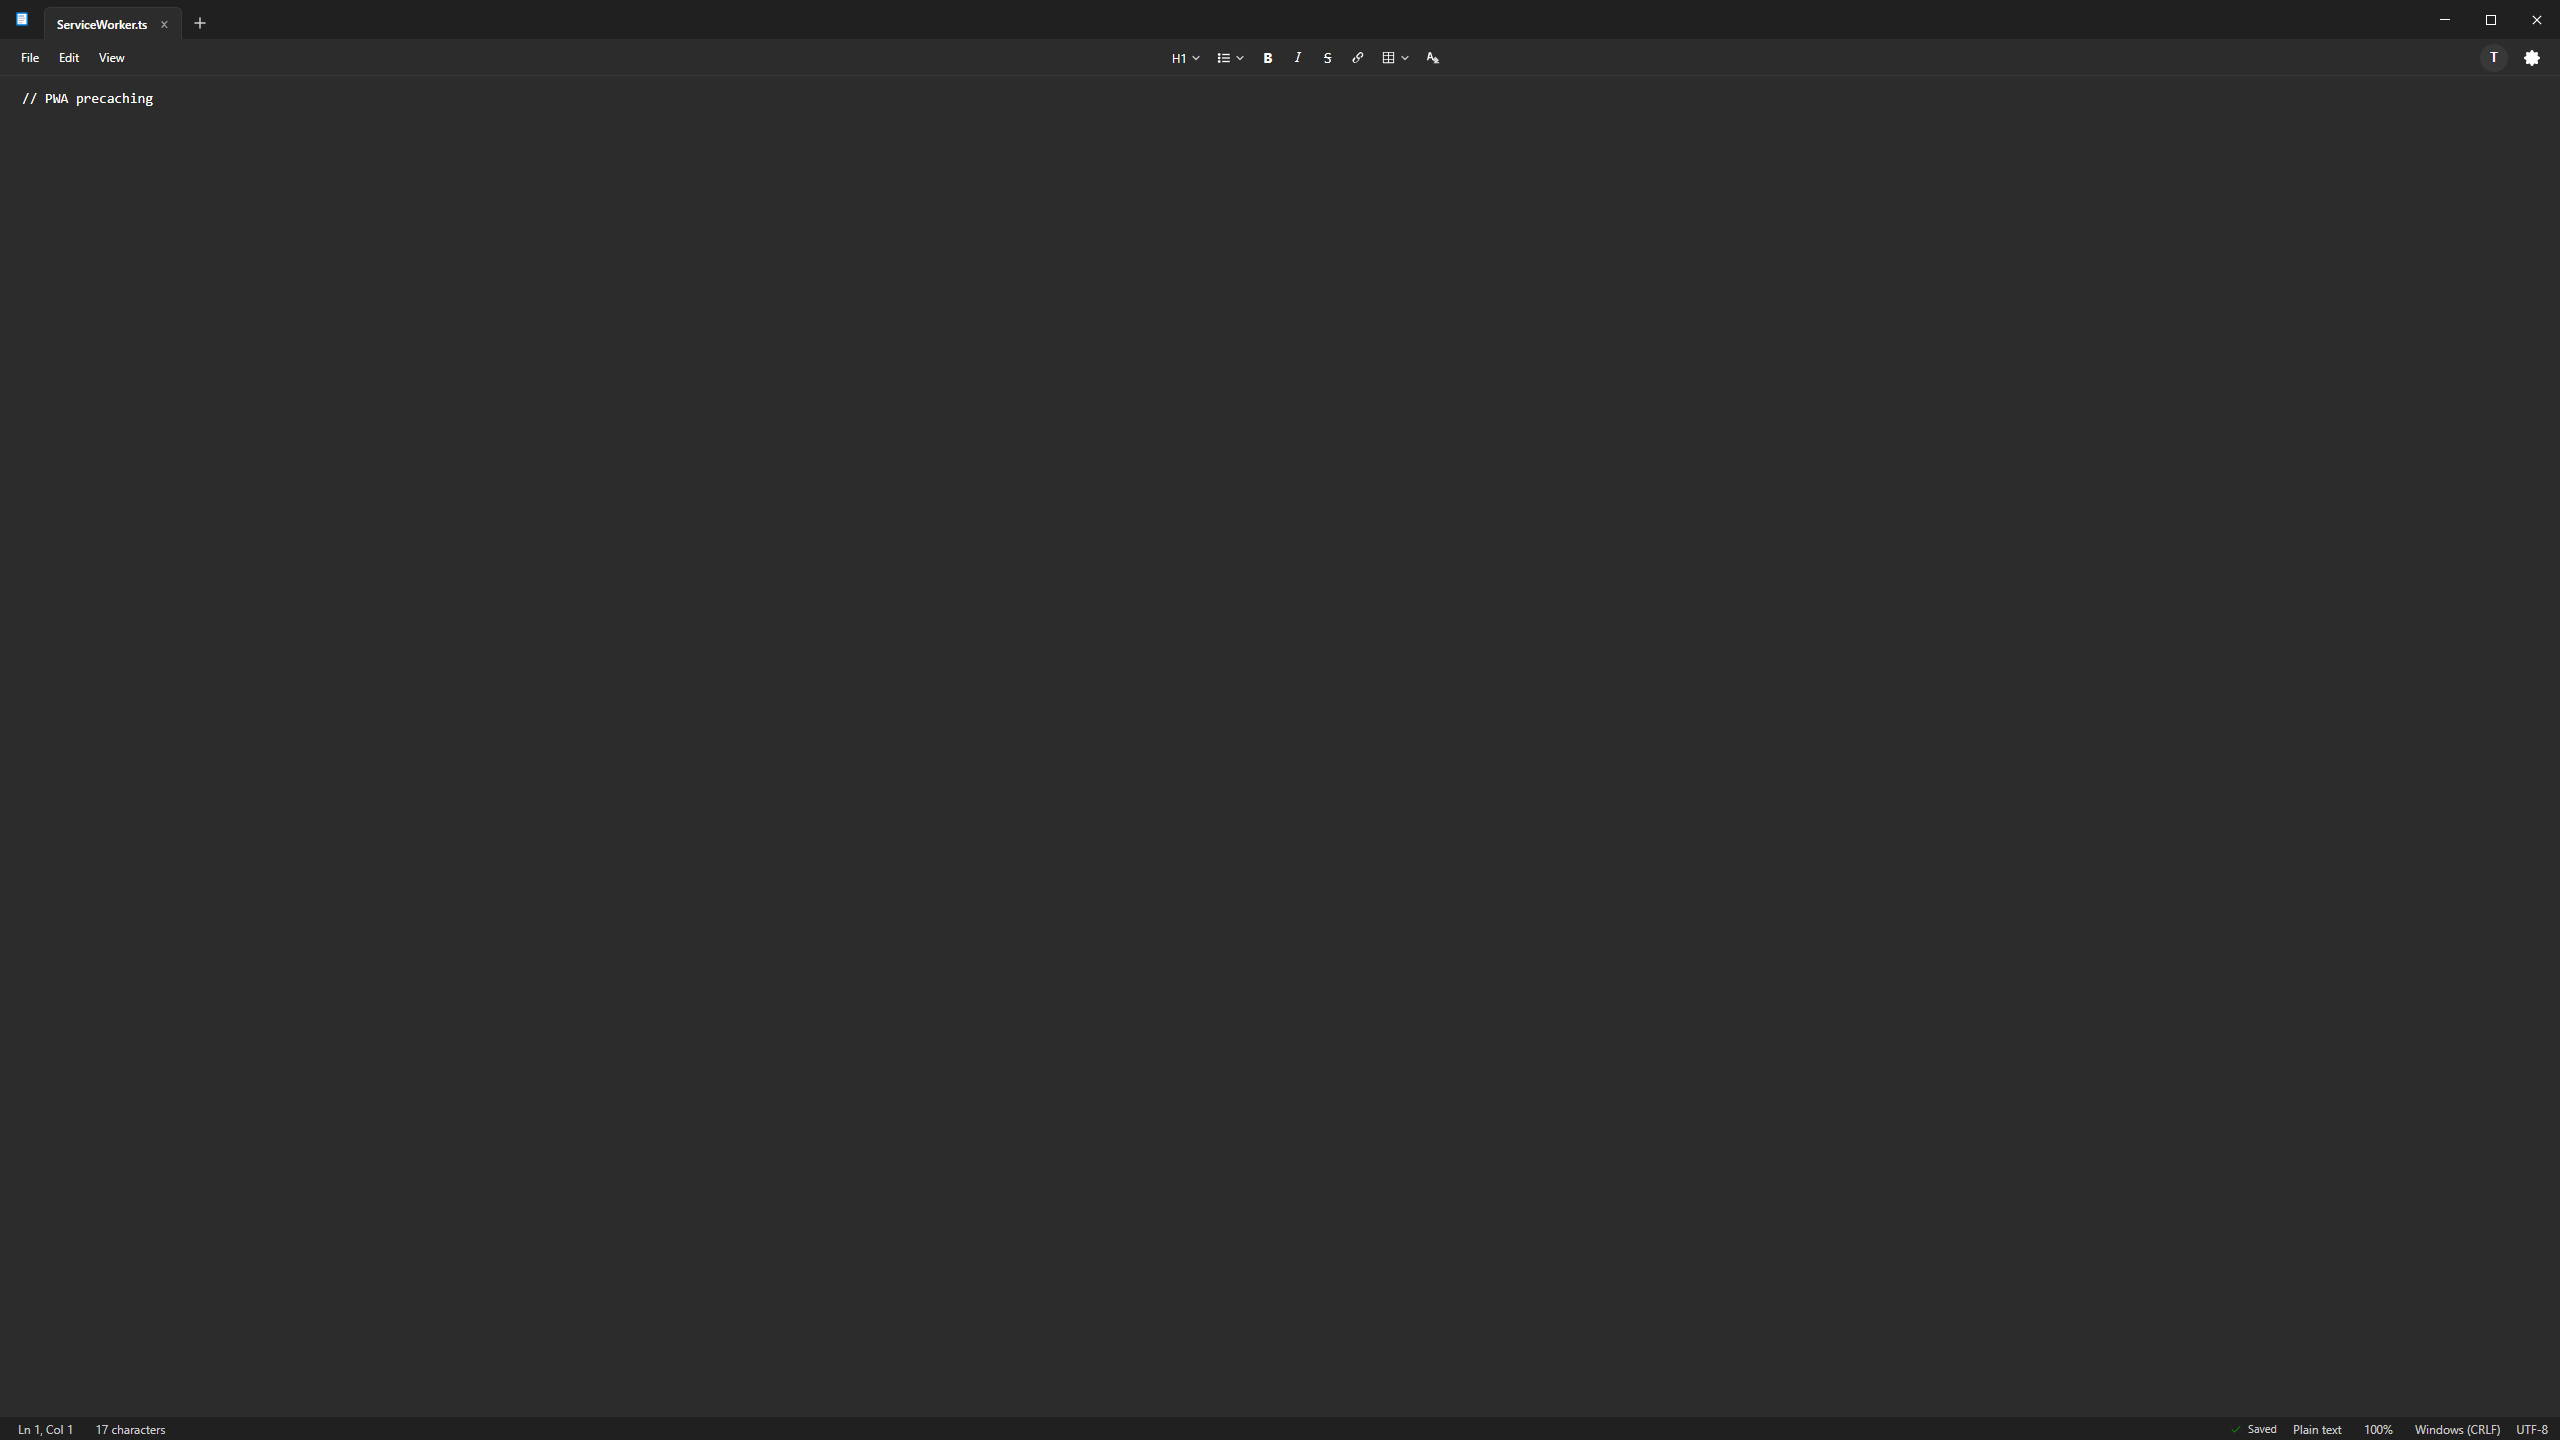 ServiceWorker.ts
File Edit View H1 B I S T
// PWA precaching
Ln 1, Col 1 17 characters Saved Plain text 100% Windows (CRLF) UTF-8